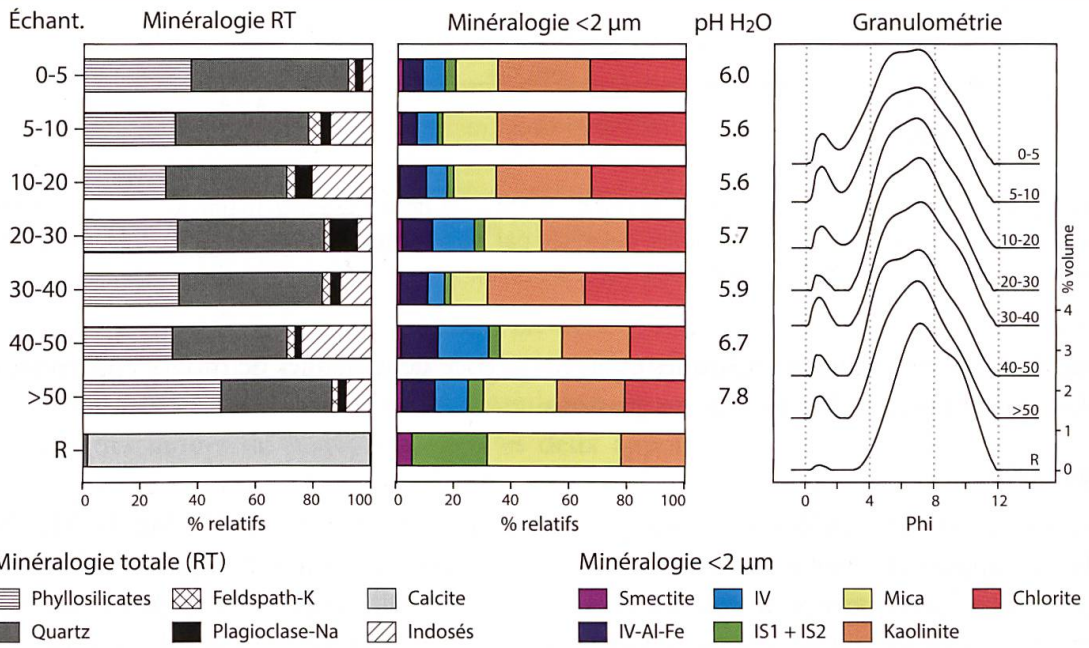 Échant. Minéralogie RT Minéralogie <2 µm pH H2O Granulométrie
0-5 6.0 0-5
5-10 5.6 5-10
10-20 5.6 10-20
20-30 5.7 20-30
30-40 5.9 30-40
40-50 6.7 40-50
>50 7.8 >50
R R
% volume
4
3
2
1
0
0 20 40 60 80 100 0 20 40 60 80 100 0 4 8 12
% relatifs % relatifs Phi
Minéralogie totale (RT) Minéralogie <2 µm
Phyllosilicates Feldspath-K Calcite Smectite IV Mica Chlorite
Quartz Plagioclase-Na Indosés IV-Al-Fe IS1 + IS2 Kaolinite